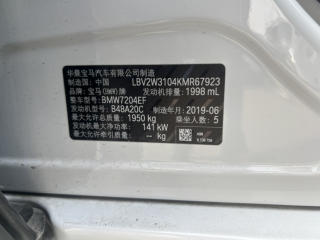 华晨宝马汽车有限公司制造
制造国：中国 LBV2W3104KMR67923
品牌：宝马(BMW)牌 发动机排量：1998 mL
整车型号：BMW7204EF
发动机型号：B48A20C 制造年月：2019-06
最大允许总质量：1950 kg 乘坐人数：5
发动机最大净功率：141 kW
最大允许牵引质量：-- kg